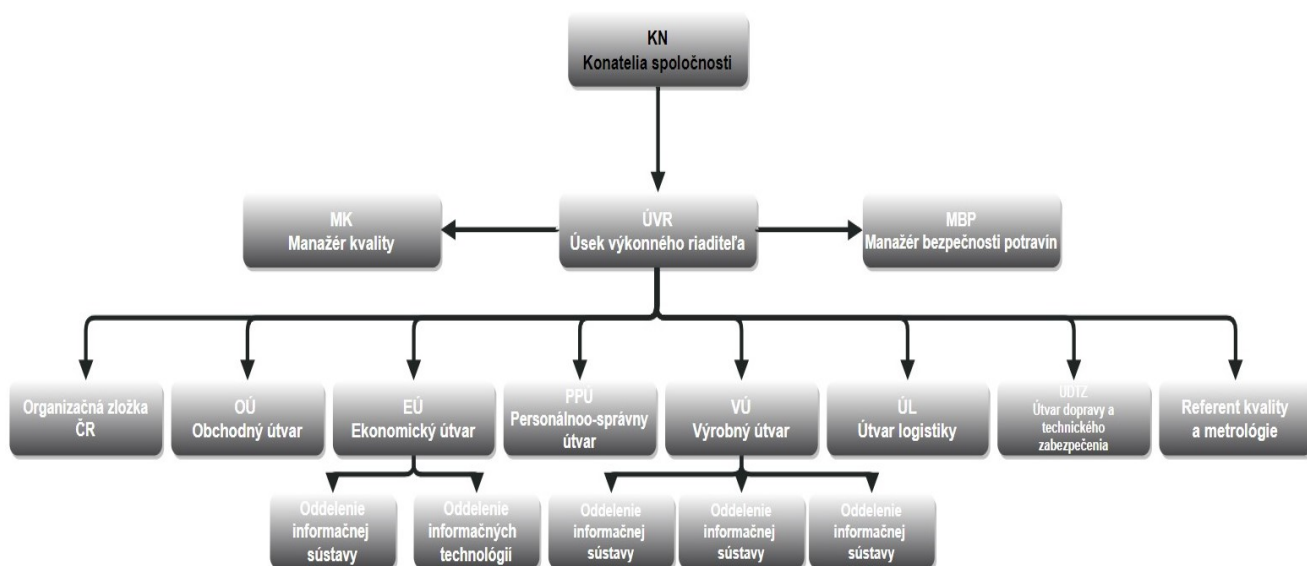 KN
Konatelia spoločnosti
MK
Manažér kvality
ÚVR
Úsek výkonného riaditeľa
MBP
Manažér bezpečnosti potravín
Organizačná zložka
ČR
OÚ
Obchodný útvar
EÚ
Ekonomický útvar
PPÚ
Personálnoo-správny
útvar
VÚ
Výrobný útvar
ÚL
Útvar logistiky
ÚDTZ
Útvar dopravy a
technického
zabezpečenia
Referent kvality
a metrológie
Oddelenie
informačnej
sústavy
Oddelenie
informačných
technológií
Oddelenie
informačnej
sústavy
Oddelenie
informačnej
sústavy
Oddelenie
informačnej
sústavy